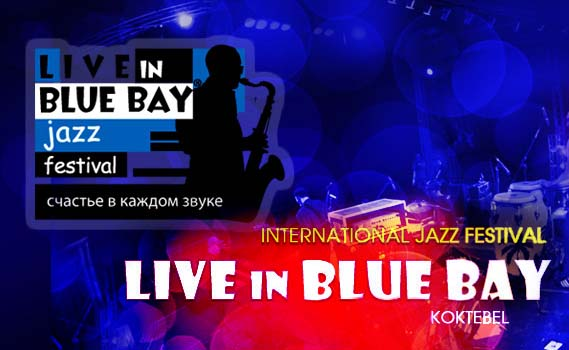 LIVE IN
BLUE BAY®
jazz
festival
счастье в каждом звуке
INTERNATIONAL JAZZ FESTIVAL
LIVE IN BLUE BAY
KOKTEBEL